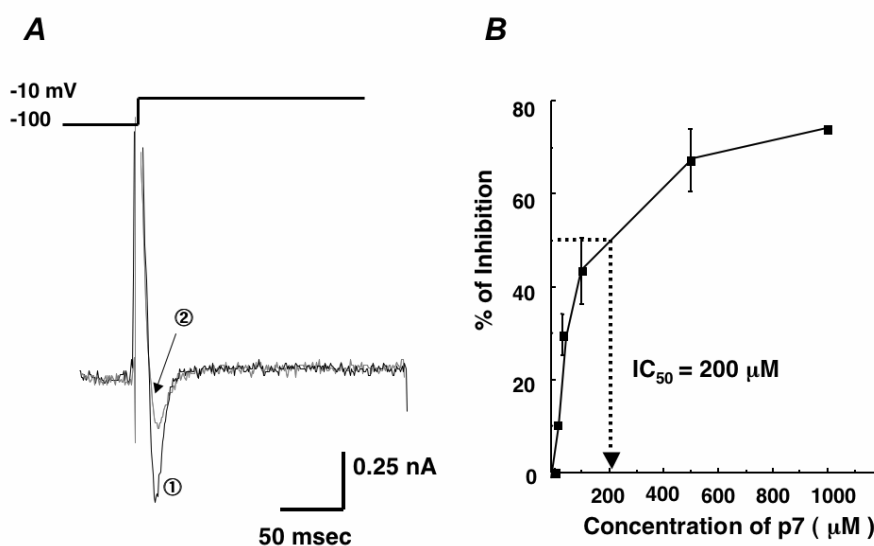 A
-10 mV
-100
②
①
0.25 nA
50 msec
B
% of Inhibition
80
60
40
20
0
IC50 = 200 μM
200 400 600 800 1000
Concentration of p7 ( μM )